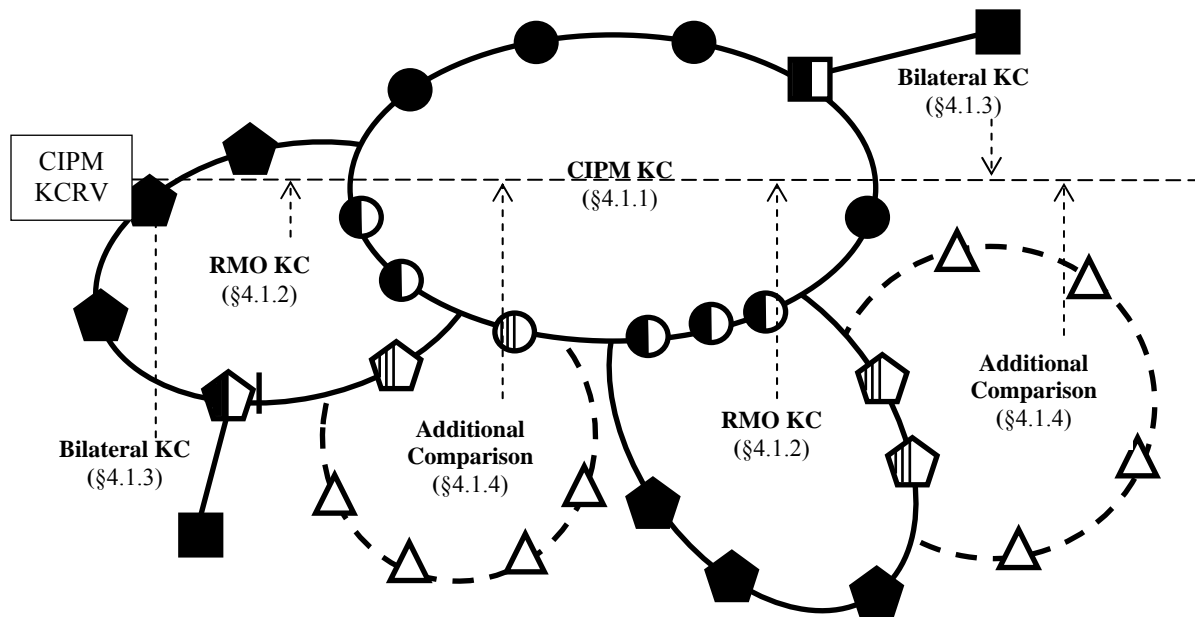 Bilateral KC
(§4.1.3)
CIPM
KCRV
CIPM KC
(§4.1.1)
RMO KC
(§4.1.2)
Additional
Comparison
(§4.1.4)
Additional
Comparison
(§4.1.4)
RMO KC
(§4.1.2)
Bilateral KC
(§4.1.3)